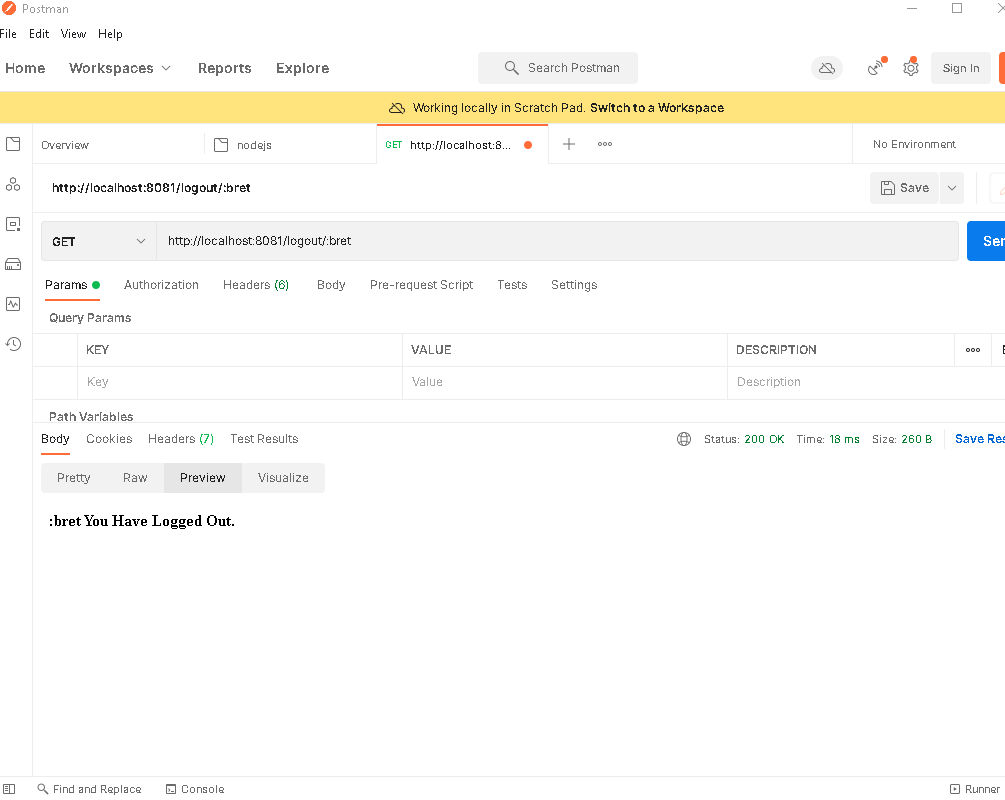 Postman
File Edit View Help
Home Workspaces Reports Explore Search Postman Sign In
Working locally in Scratch Pad. Switch to a Workspace
Overview nodejs GET http://localhost:8... No Environment
http://localhost:8081/logout/:bret Save
GET http://localhost:8081/logout/:bret Sen
Params Authorization Headers (6) Body Pre-request Script Tests Settings
Query Params
KEY VALUE DESCRIPTION
Key Value Description
Path Variables
Body Cookies Headers (7) Test Results Status: 200 OK Time: 18 ms Size: 260 B Save Res
Pretty Raw Preview Visualize
:bret You Have Logged Out.
Find and Replace Console Runner